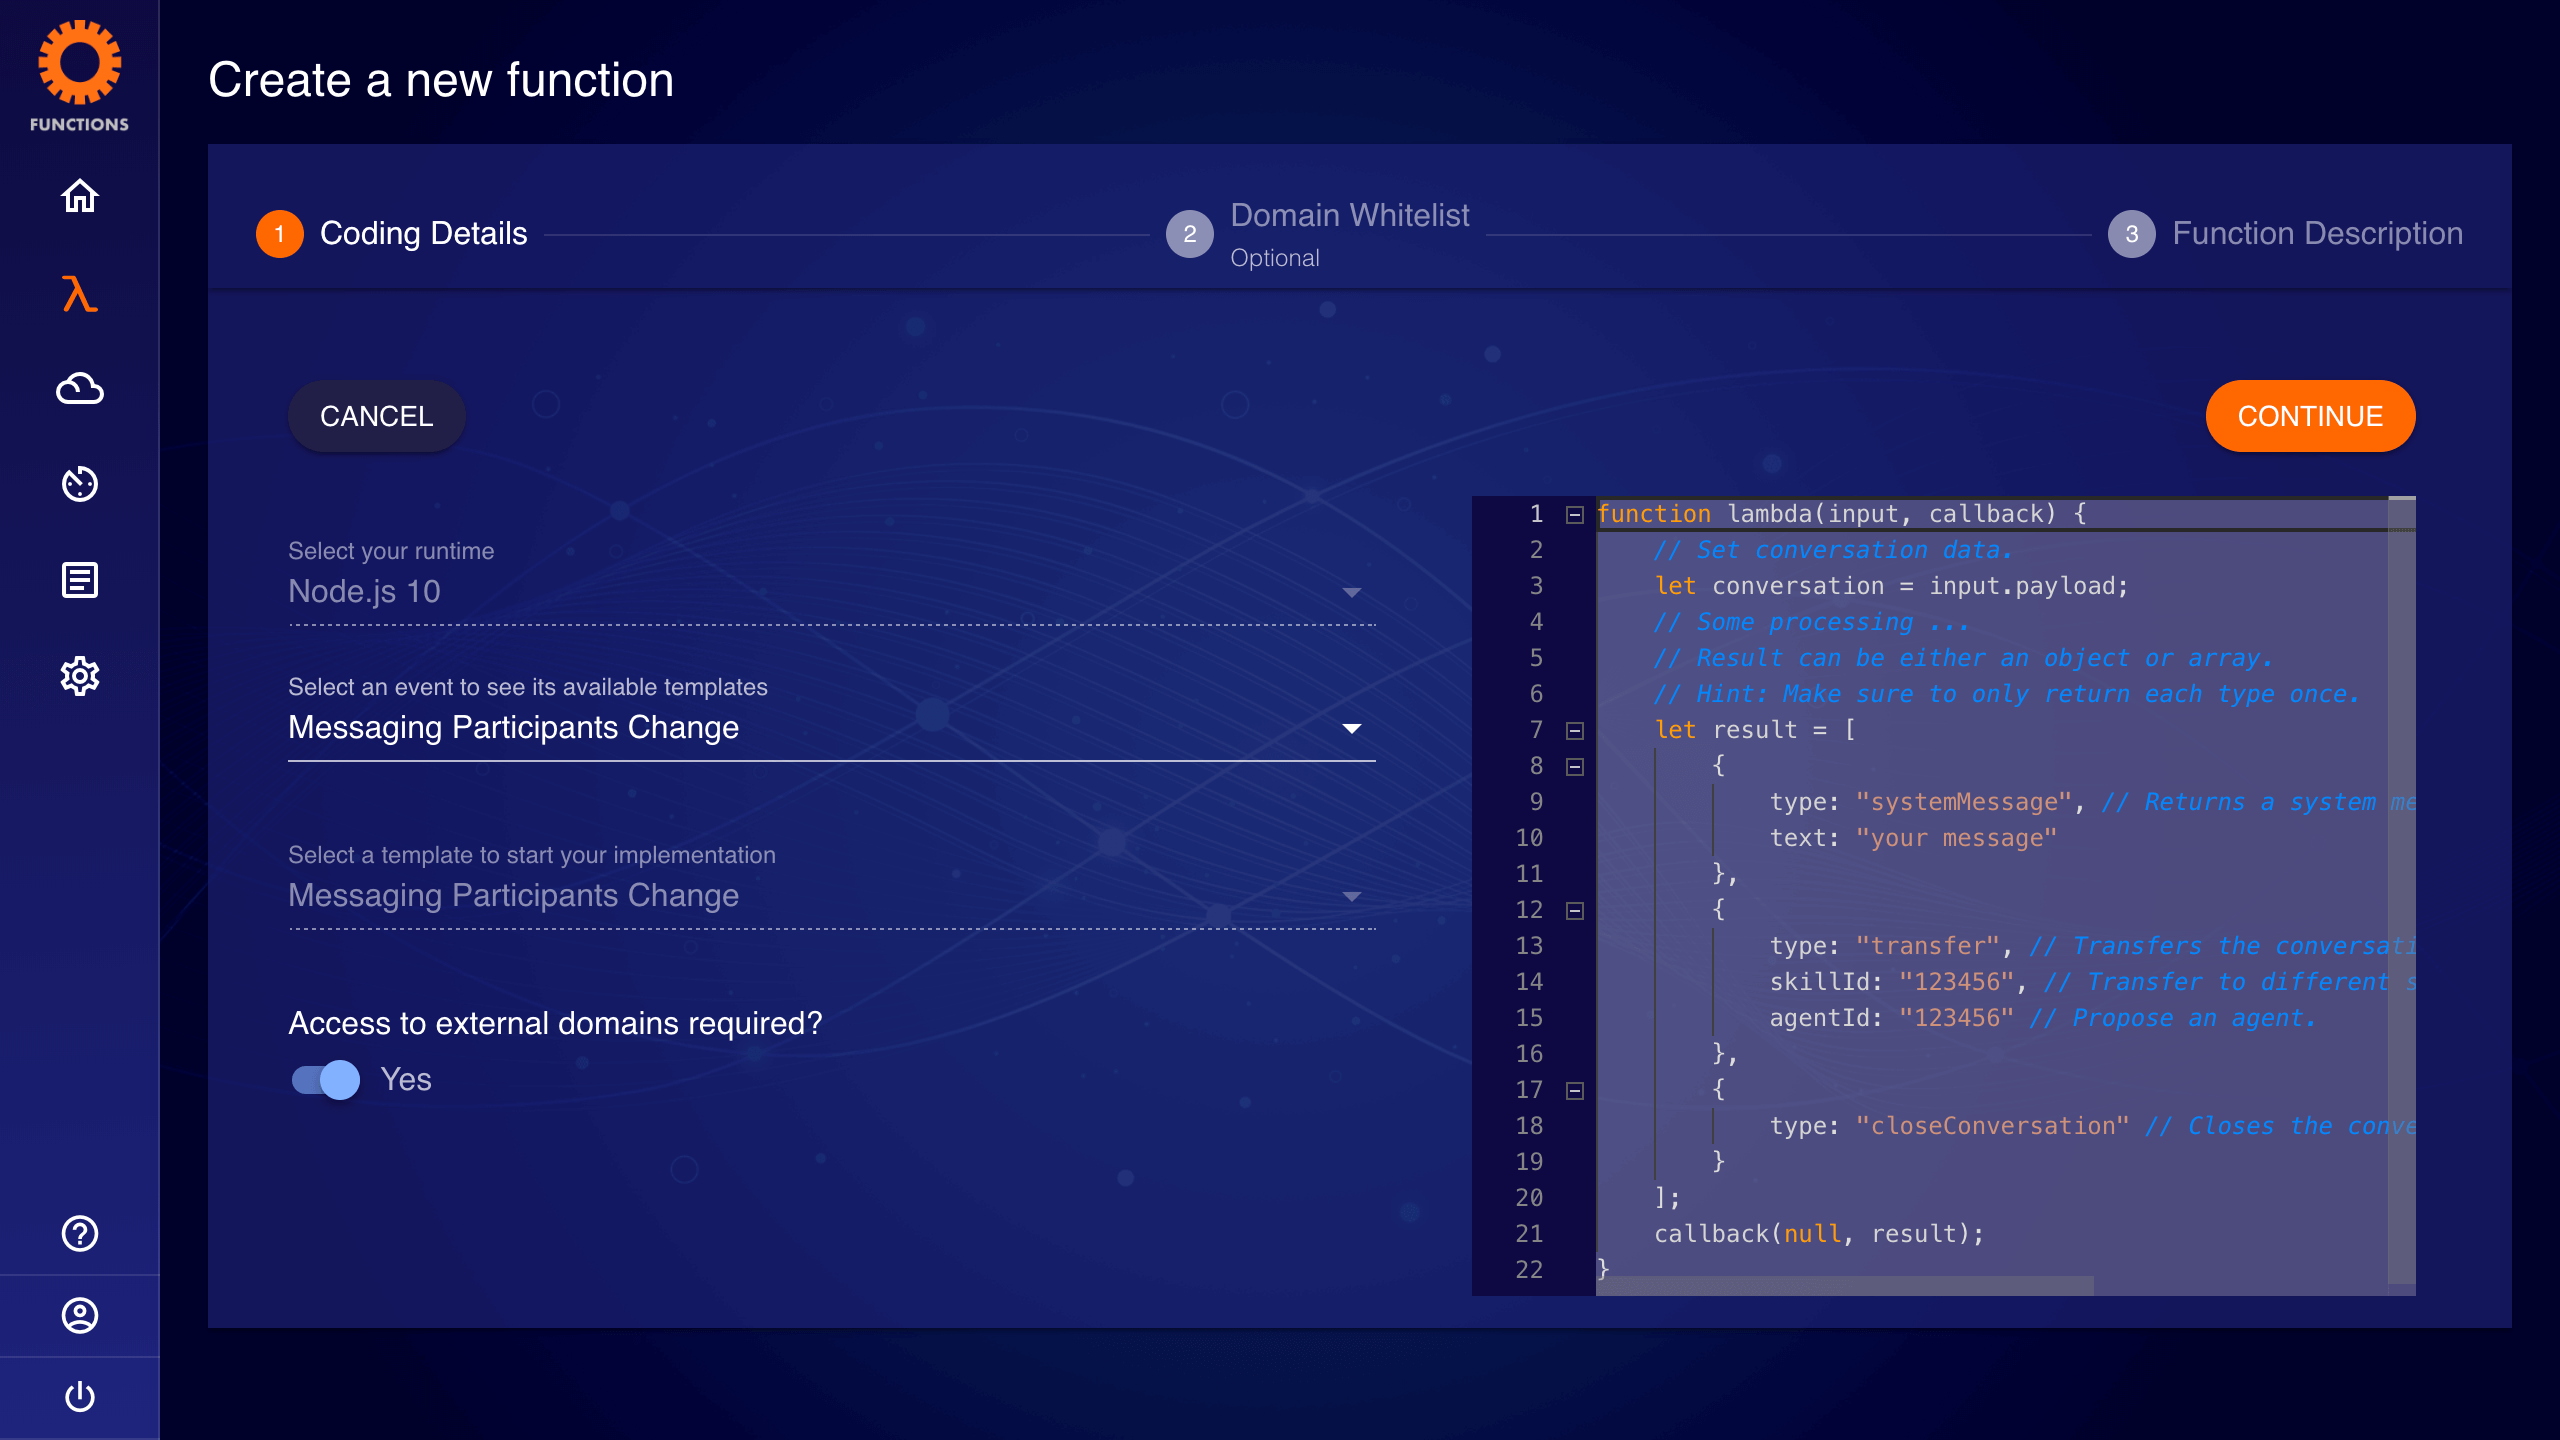 FUNCTIONS
Create a new function
1 Coding Details
2 Domain Whitelist
Optional
3 Function Description
CANCEL
CONTINUE
Select your runtime
Node.js 10
Select an event to see its available templates
Messaging Participants Change
Select a template to start your implementation
Messaging Participants Change
Access to external domains required?
Yes
1 function lambda(input, callback) {
2 // Set conversation data.
3 let conversation = input.payload;
4 // Some processing ...
5 // Result can be either an object or array.
6 // Hint: Make sure to only return each type once.
7 let result = [
8 {
9 type: "systemMessage", // Returns a system me
10 text: "your message"
11 },
12 {
13 type: "transfer", // Transfers the conversati
14 skillId: "123456", // Transfer to different s
15 agentId: "123456" // Propose an agent.
16 },
17 {
18 type: "closeConversation" // Closes the conve
19 }
20 ];
21 callback(null, result);
22 }